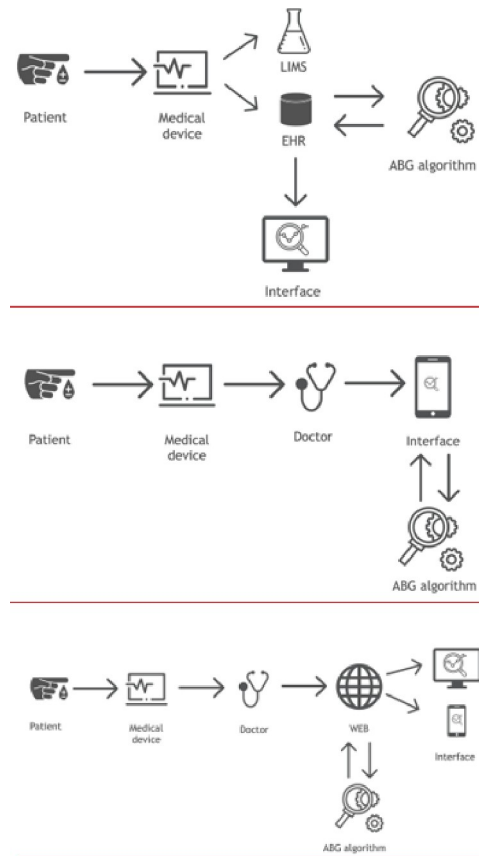 LIMS
Patient
Medical
device
EHR
ABG algorithm
Interface
Patient
Medical
device
Doctor
Interface
ABG algorithm
Patient
Medical
device
Doctor
WEB
Interface
ABG algorithm